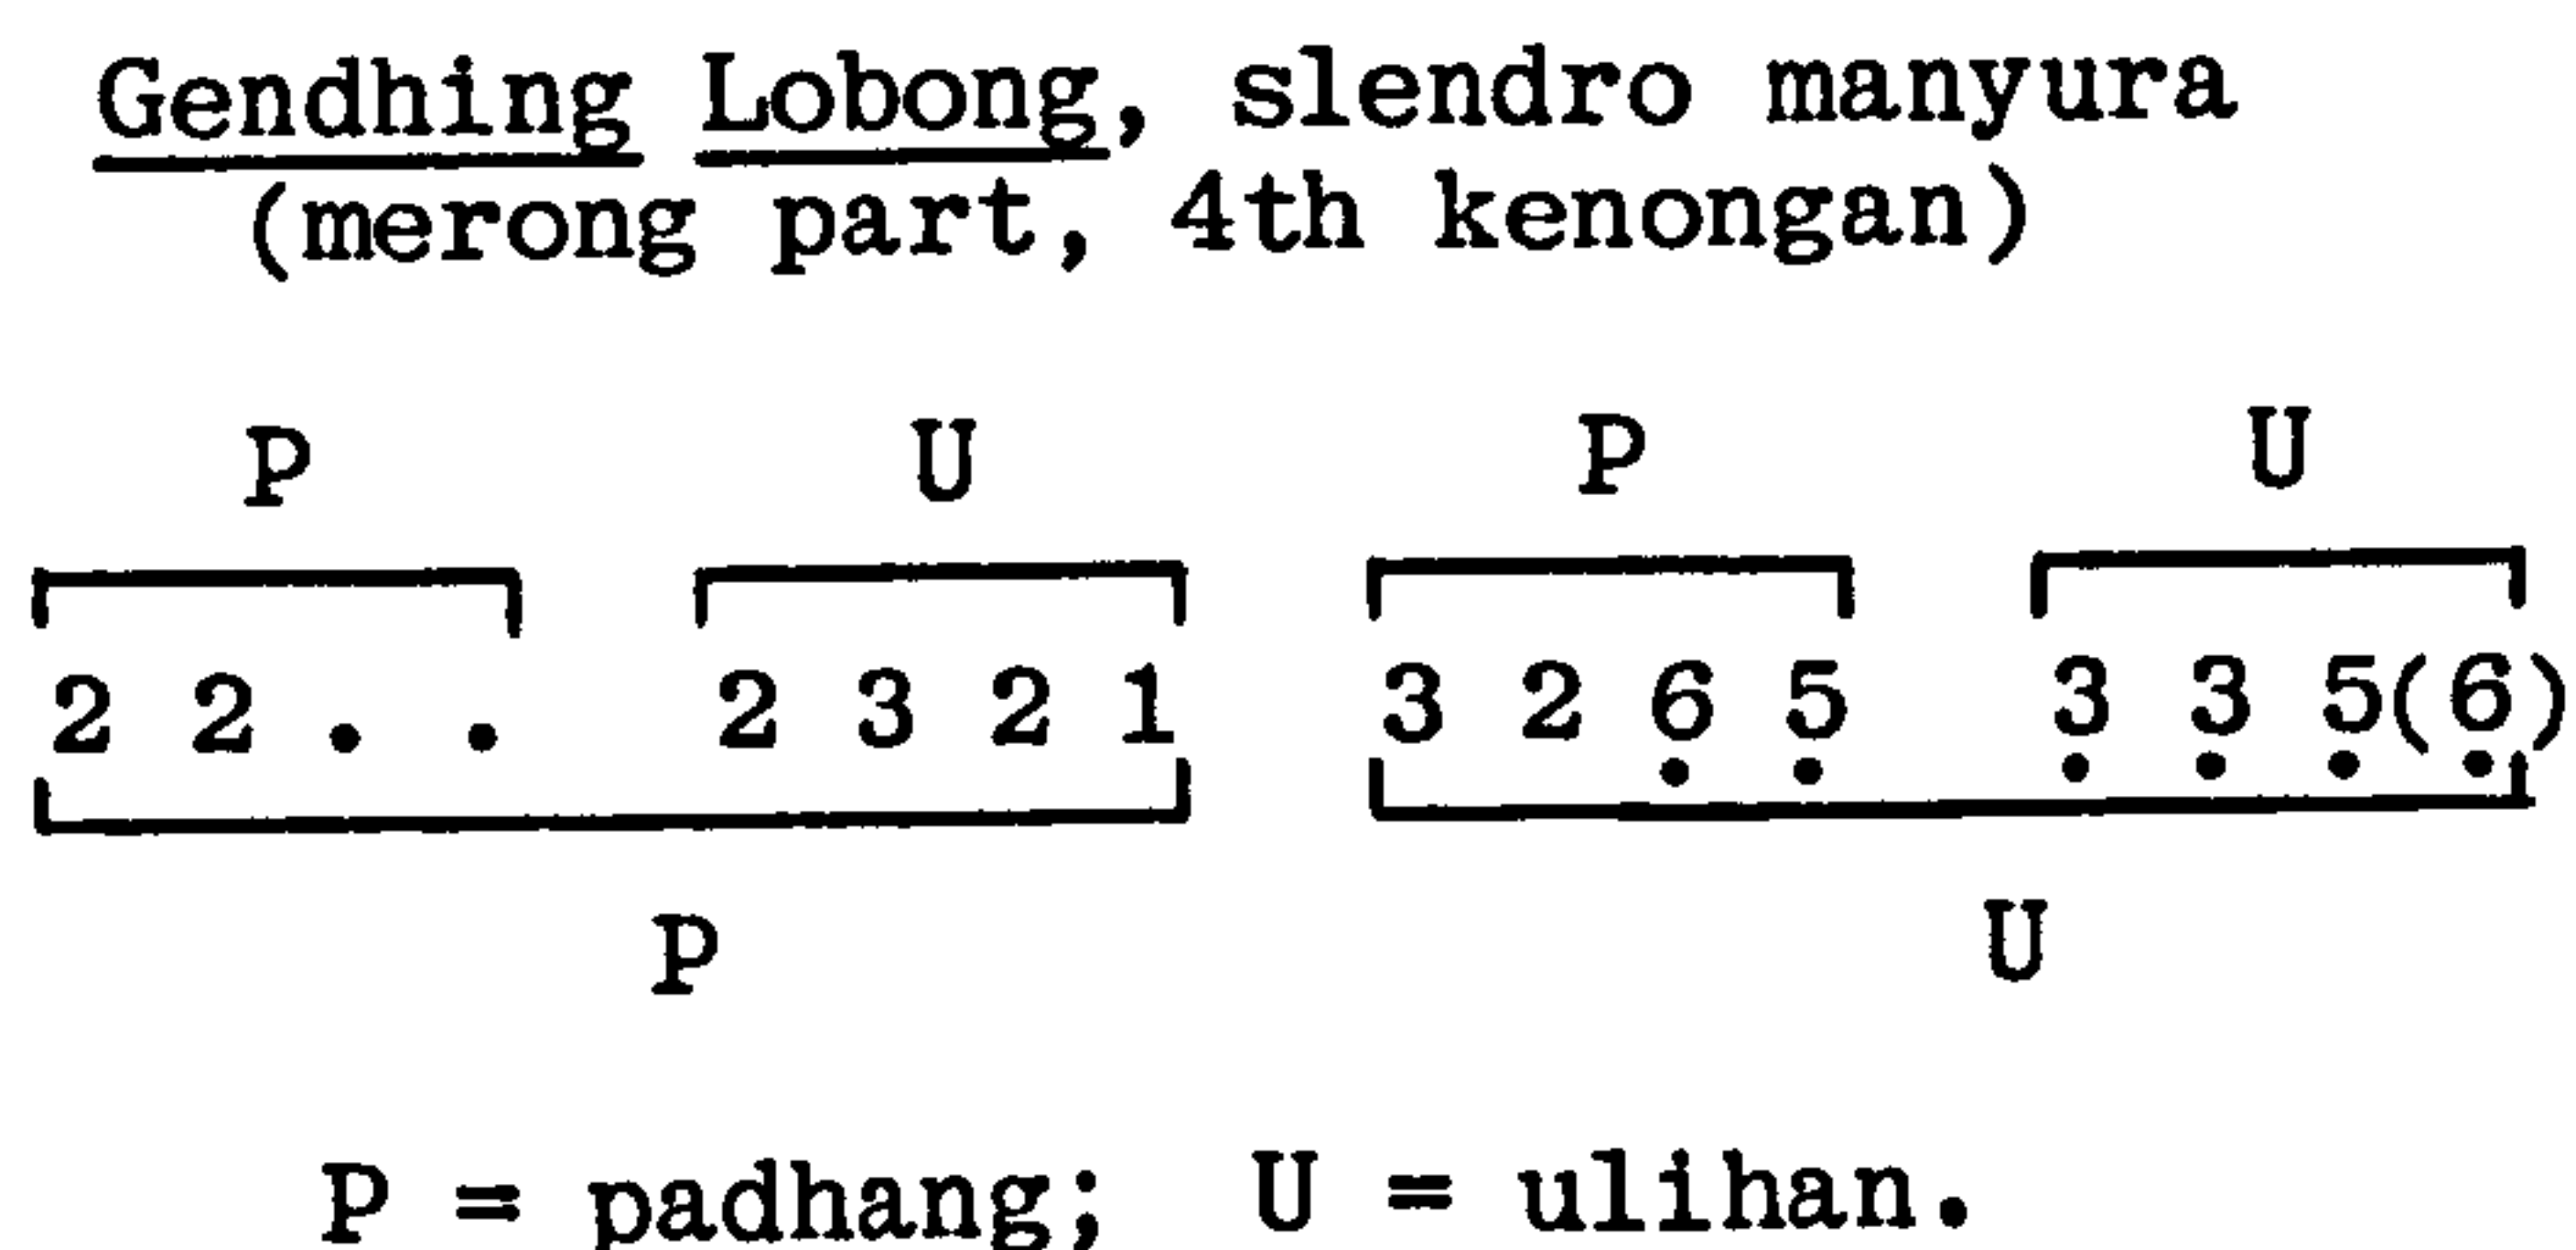 Gendhing Lobong, slendro manyura
(merong part, 4th kenongan)
P U P U
2 2 . . 2 3 2 1 3 2 6̣ 5̣ 3̣ 3̣ 5̣(6̣)
P U
P = padhang; U = ulihan.